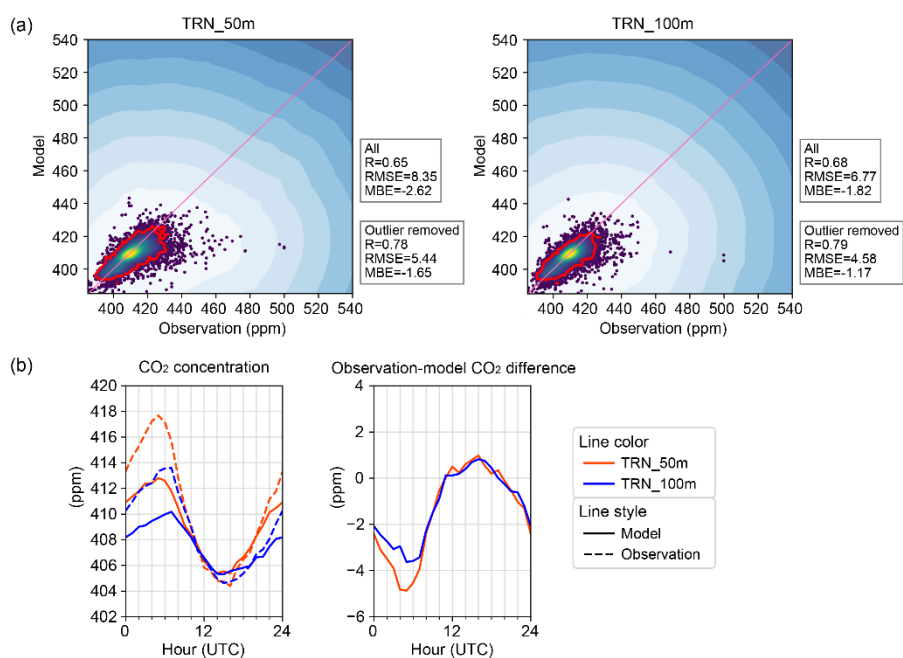 (a)
TRN_50m
TRN_100m
540
520
500
480
460
440
420
400
Model
400 420 440 460 480 500 520 540
Observation (ppm)
All
R=0.65
RMSE=8.35
MBE=-2.62
Outlier removed
R=0.78
RMSE=5.44
MBE=-1.65
540
520
500
480
460
440
420
400
400 420 440 460 480 500 520 540
Observation (ppm)
All
R=0.68
RMSE=6.77
MBE=-1.82
Outlier removed
R=0.79
RMSE=4.58
MBE=-1.17
(b)
CO₂ concentration
420
418
416
414
412
410
408
406
404
402
(ppm)
0 12 24
Hour (UTC)
Observation-model CO₂ difference
4
2
0
−2
−4
−6
(ppm)
0 12 24
Hour (UTC)
Line color
TRN_50m
TRN_100m
Line style
Model
Observation